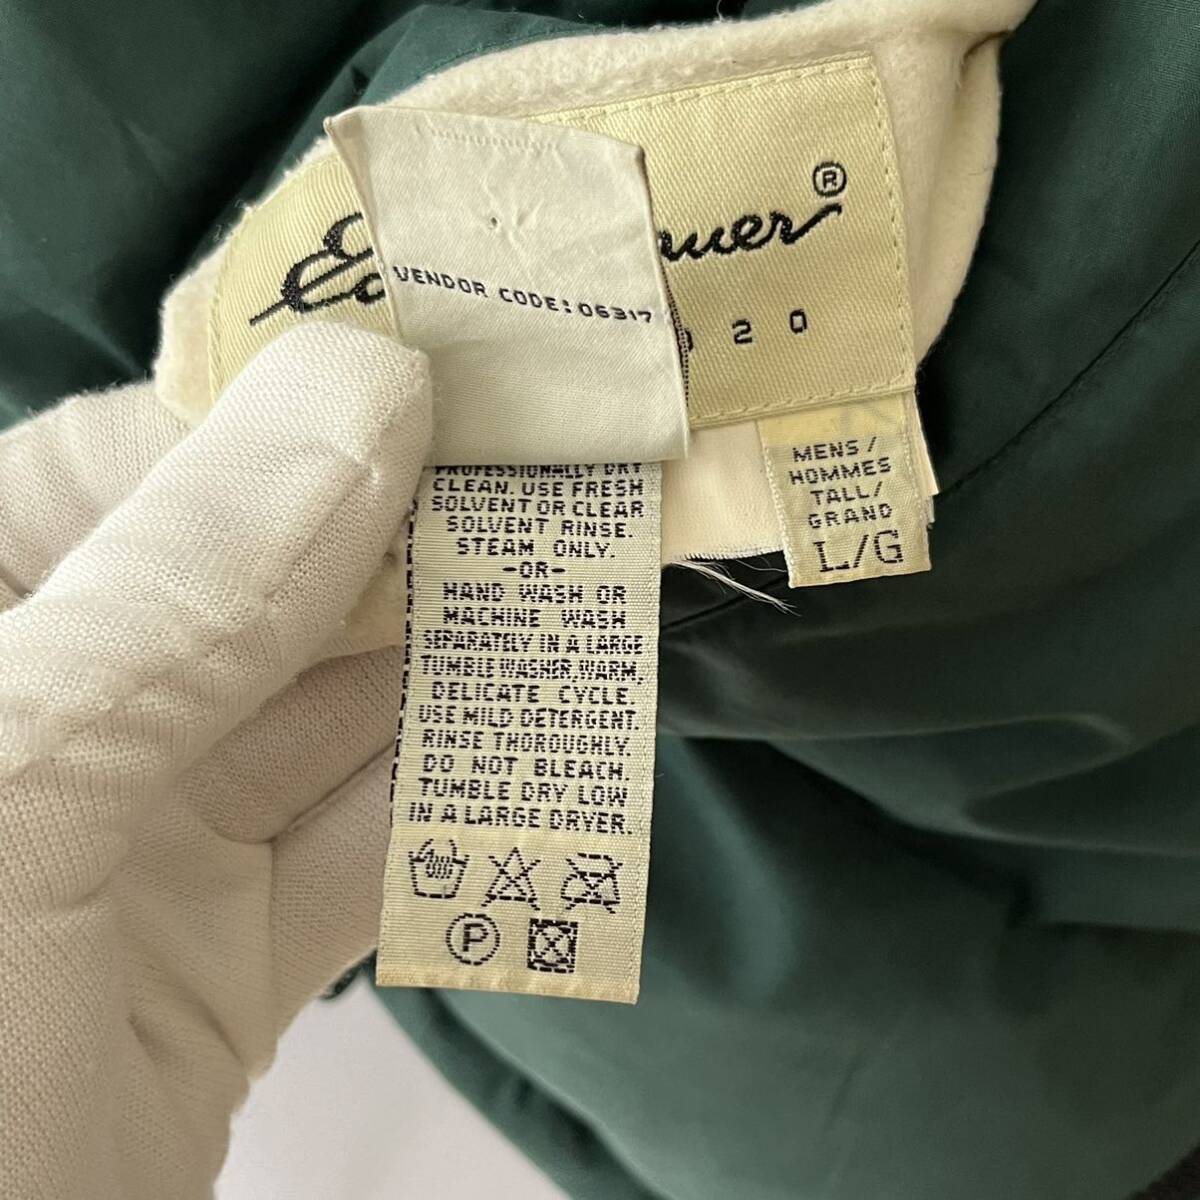 ®
VENDOR CODE: 06317
2 0
MENS /
HOMMES
TALL /
GRAND
L/G
PROFESSIONALLY DRY
CLEAN. USE FRESH
SOLVENT OR CLEAR
SOLVENT RINSE.
STEAM ONLY.
-OR-
HAND WASH OR
MACHINE WASH
SEPARATELY IN A LARGE
TUMBLE WASHER, WARM,
DELICATE CYCLE.
USE MILD DETERGENT.
RINSE THOROUGHLY.
DO NOT BLEACH.
TUMBLE DRY LOW
IN A LARGE DRYER.
P